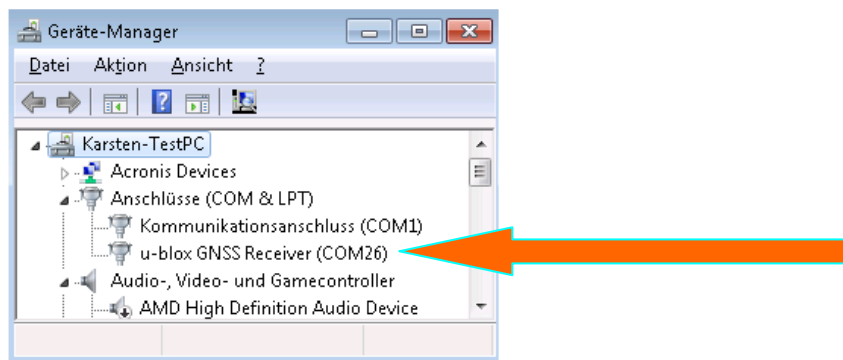 Geräte-Manager
Datei Aktion Ansicht ?
Karsten-TestPC
Acronis Devices
Anschlüsse (COM & LPT)
Kommunikationsanschluss (COM1)
u-blox GNSS Receiver (COM26)
Audio-, Video- und Gamecontroller
AMD High Definition Audio Device